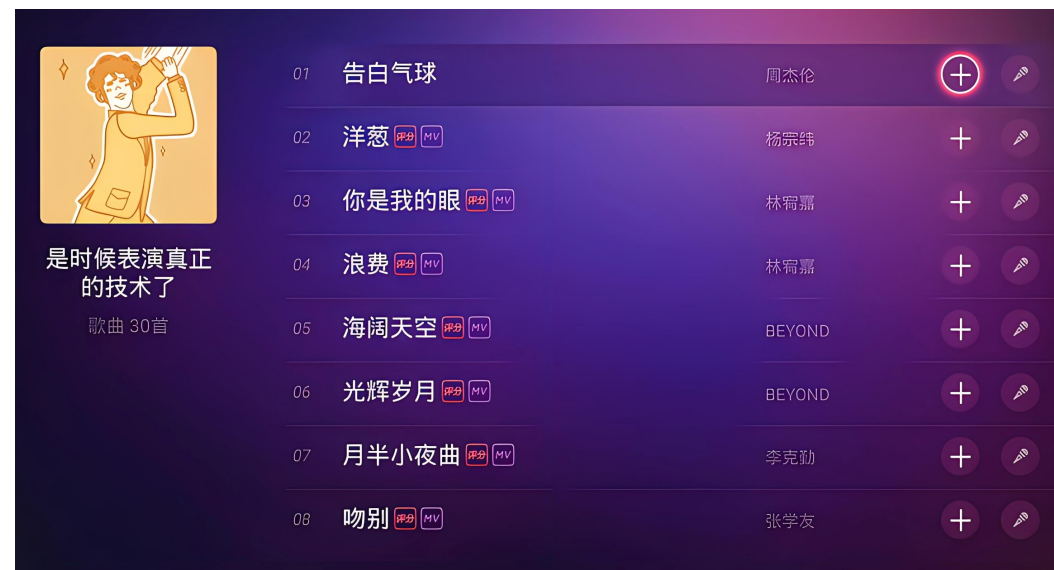 是时候表演真正
的技术了
歌曲 30首
01 告白气球 周杰伦
02 洋葱 评分 MV 杨宗纬
03 你是我的眼 评分 MV 林宥嘉
04 浪费 评分 MV 林宥嘉
05 海阔天空 评分 MV BEYOND
06 光辉岁月 评分 MV BEYOND
07 月半小夜曲 评分 MV 李克勤
08 吻别 评分 MV 张学友